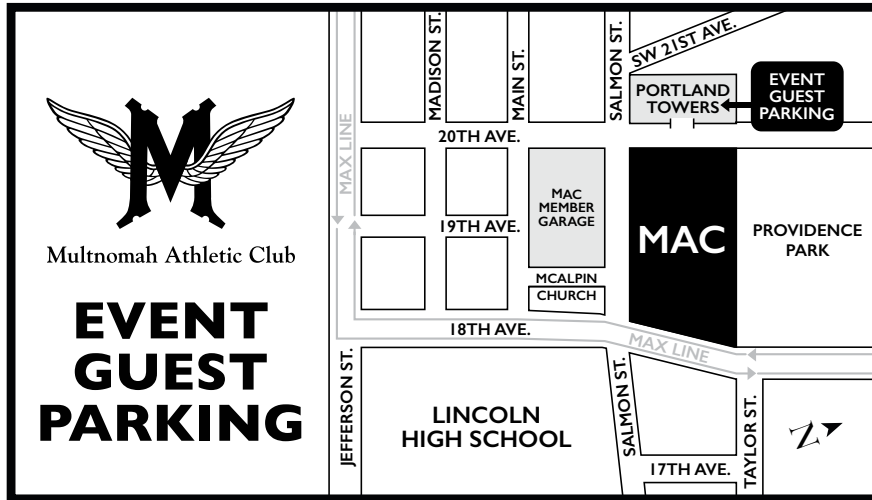 M
Multnomah Athletic Club
EVENT
GUEST
PARKING
MADISON ST.
MAIN ST.
SALMON ST.
SW 21ST AVE.
PORTLAND
TOWERS
EVENT
GUEST
PARKING
20TH AVE.
MAX LINE
MAC
MEMBER
GARAGE
19TH AVE.
MAC
PROVIDENCE
PARK
MCALPIN
CHURCH
18TH AVE.
MAX LINE
JEFFERSON ST.
LINCOLN
HIGH SCHOOL
SALMON ST.
TAYLOR ST.
17TH AVE.
N